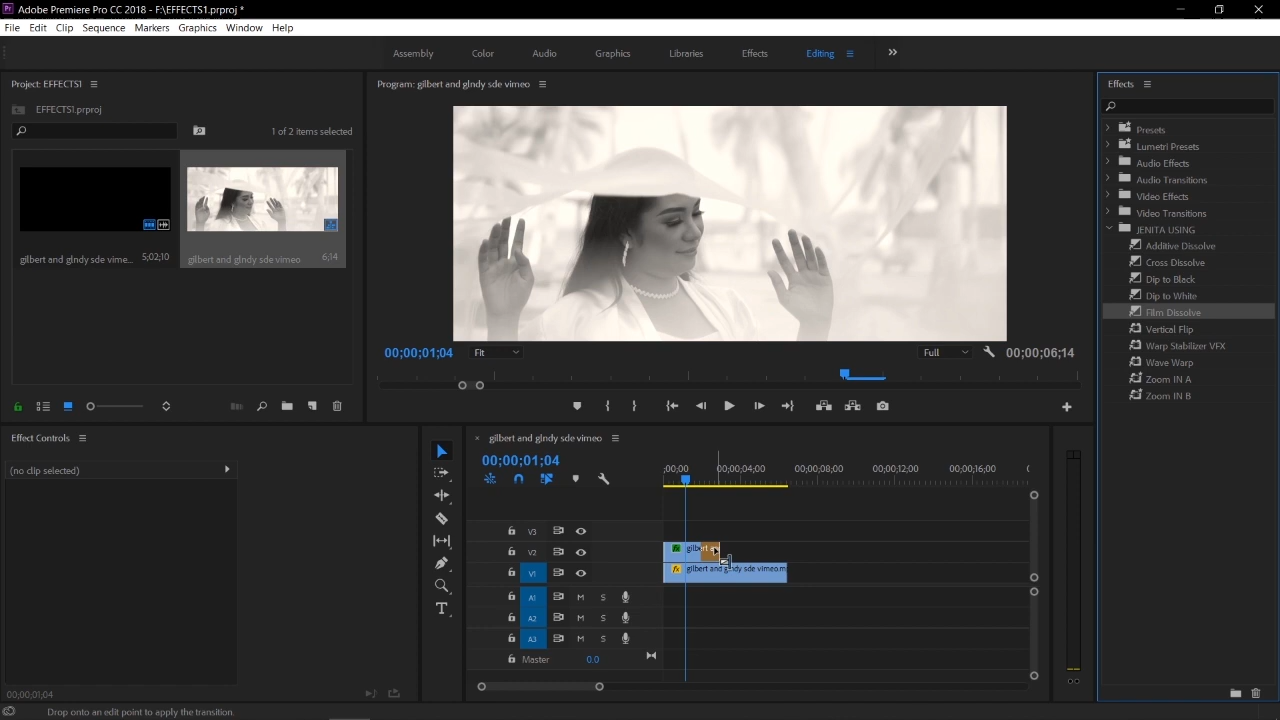 Adobe Premiere Pro CC 2018 - F:\EFFECTS1.prproj *
File Edit Clip Sequence Markers Graphics Window Help
Assembly Color Audio Graphics Libraries Effects Editing
Project: EFFECTS1
EFFECTS1.prproj
1 of 2 items selected
gilbert and glndy sde vime... 5;02;10
gilbert and glndy sde vimeo 6;14
Program: gilbert and glndy sde vimeo
00;00;01;04 Fit Full 00;00;06;14
Effects
Presets
Lumetri Presets
Audio Effects
Audio Transitions
Video Effects
Video Transitions
JENITA USING
Additive Dissolve
Cross Dissolve
Dip to Black
Dip to White
Film Dissolve
Vertical Flip
Warp Stabilizer VFX
Wave Warp
Zoom IN A
Zoom IN B
Effect Controls
(no clip selected)
00;00;01;04
gilbert and glndy sde vimeo
00;00;01;04
;00;00 00;00;04;00 00;00;08;00 00;00;12;00 00;00;16;00
V3
V2 gilbert a
V1 gilbert and glndy sde vimeo.m
A1 M S
A2 M S
A3 M S
Master 0.0
Drop onto an edit point to apply the transition.